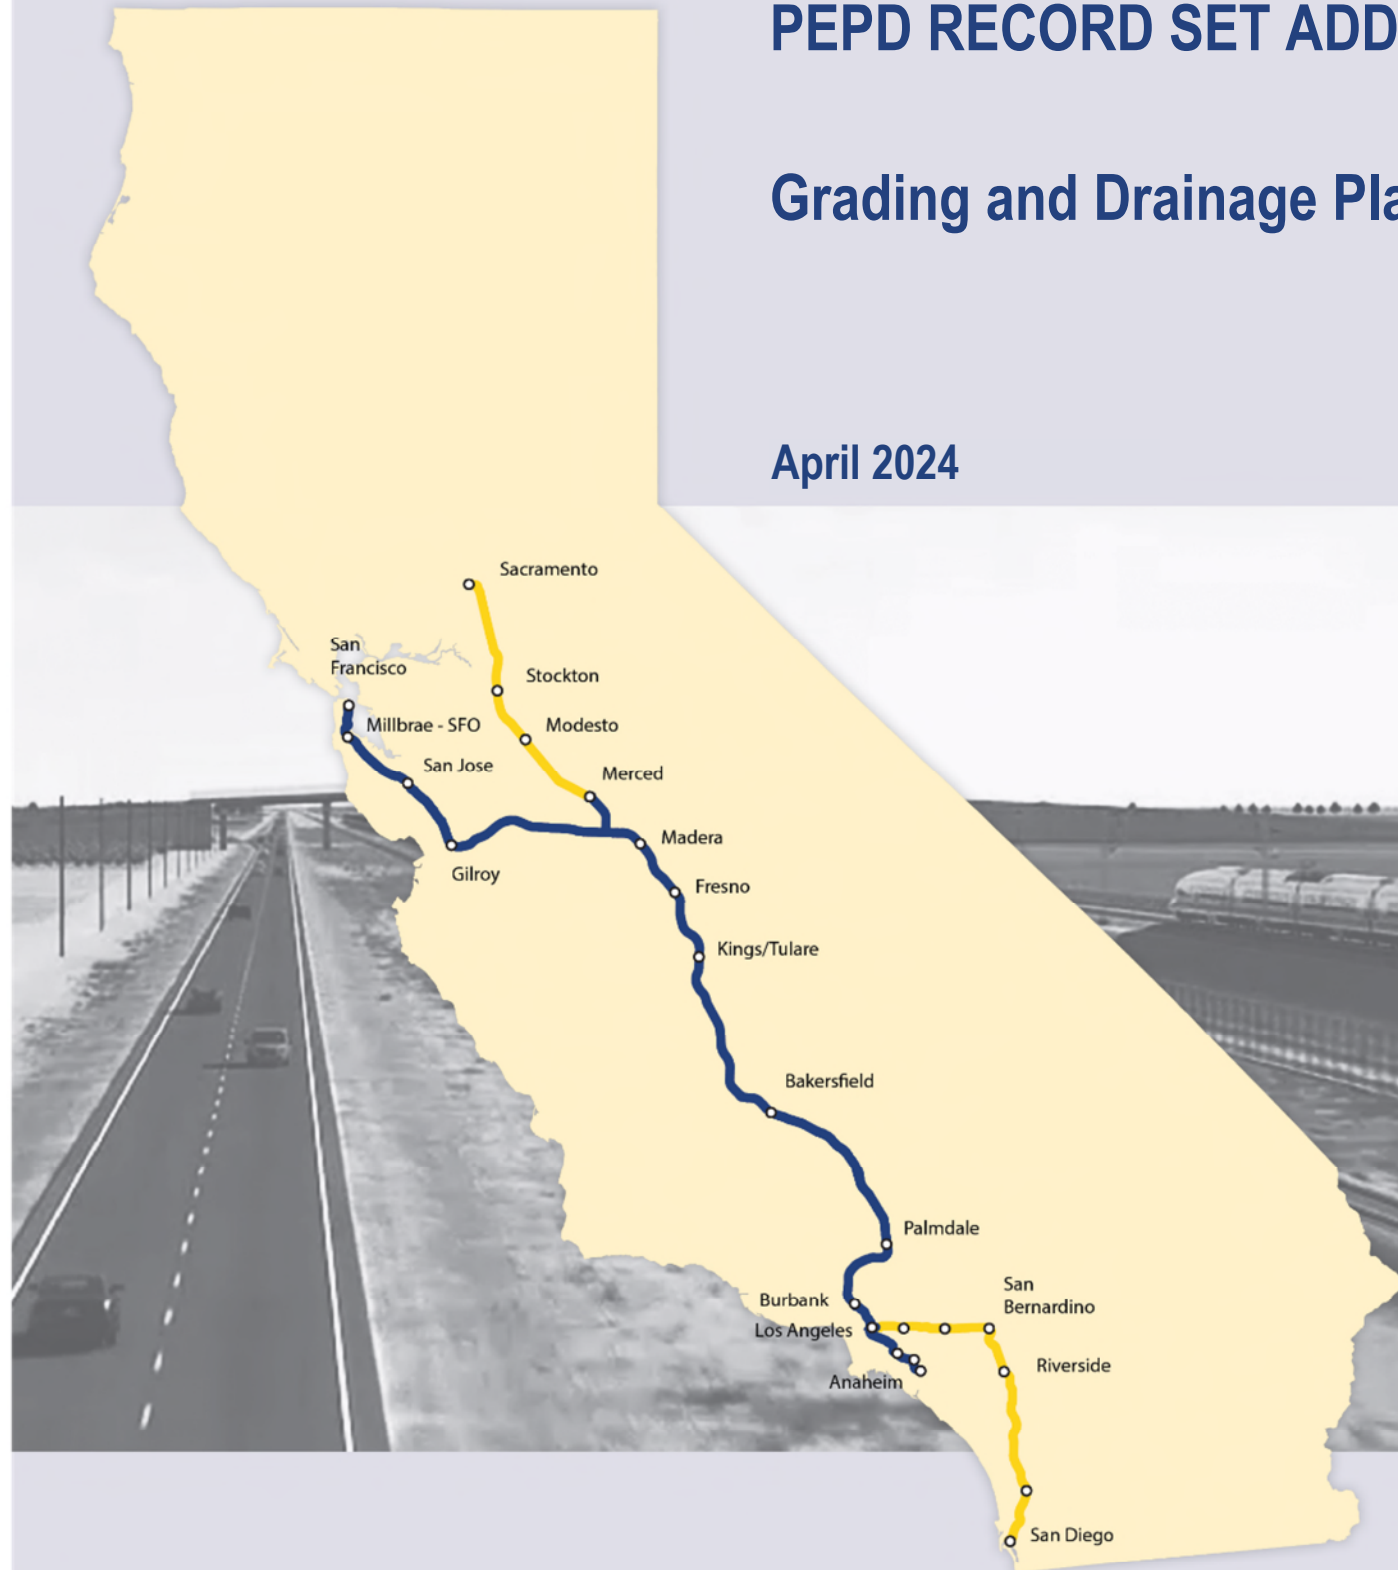 PEPD RECORD SET ADD
Grading and Drainage Pla
April 2024
Sacramento
San
Francisco
Stockton
Millbrae - SFO
Modesto
San Jose
Merced
Madera
Gilroy
Fresno
Kings/Tulare
Bakersfield
Palmdale
San
Bernardino
Burbank
Los Angeles
Riverside
Anaheim
San Diego